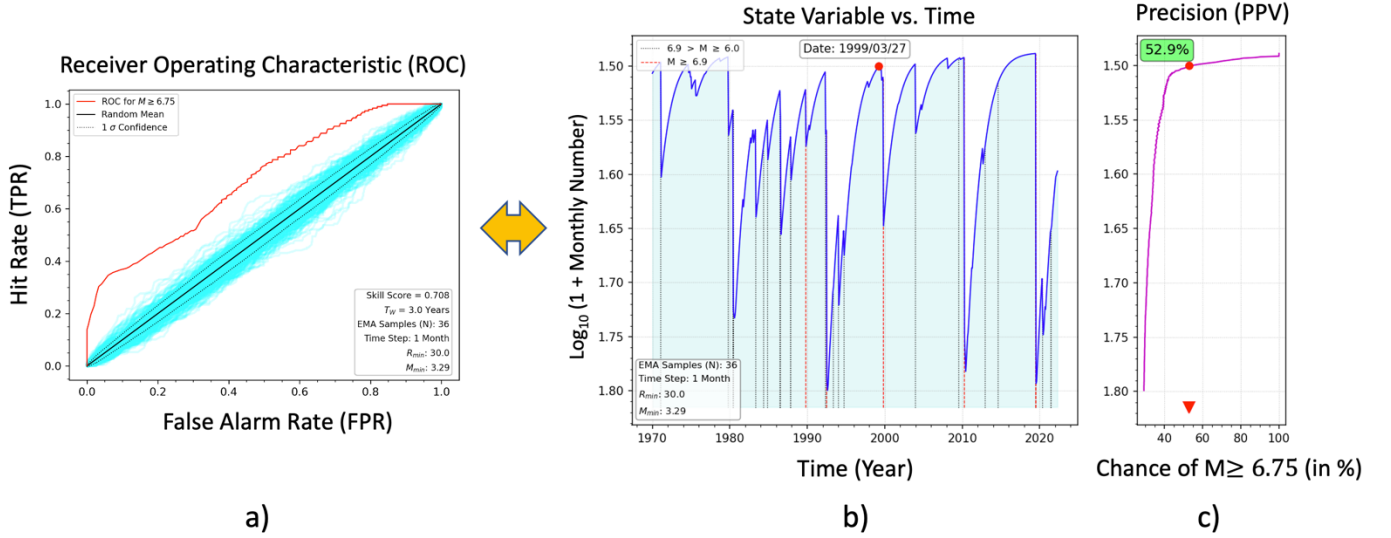 Receiver Operating Characteristic (ROC)
ROC for M ≥ 6.75
Random Mean
1 σ Confidence
Hit Rate (TPR)
1.0
0.8
0.6
0.4
0.2
0.0
Skill Score = 0.708
T_W = 3.0 Years
EMA Samples (N): 36
Time Step: 1 Month
R_min: 30.0
M_min: 3.29
0.0 0.2 0.4 0.6 0.8 1.0
False Alarm Rate (FPR)
a)
State Variable vs. Time
6.9 > M ≥ 6.0
M ≥ 6.9
Date: 1999/03/27
Log₁₀ (1 + Monthly Number)
1.50
1.55
1.60
1.65
1.70
1.75
1.80
EMA Samples (N): 36
Time Step: 1 Month
R_min: 30.0
M_min: 3.29
1970 1980 1990 2000 2010 2020
Time (Year)
b)
Precision (PPV)
52.9%
1.50
1.55
1.60
1.65
1.70
1.75
1.80
40 60 80 100
Chance of M≥ 6.75 (in %)
c)